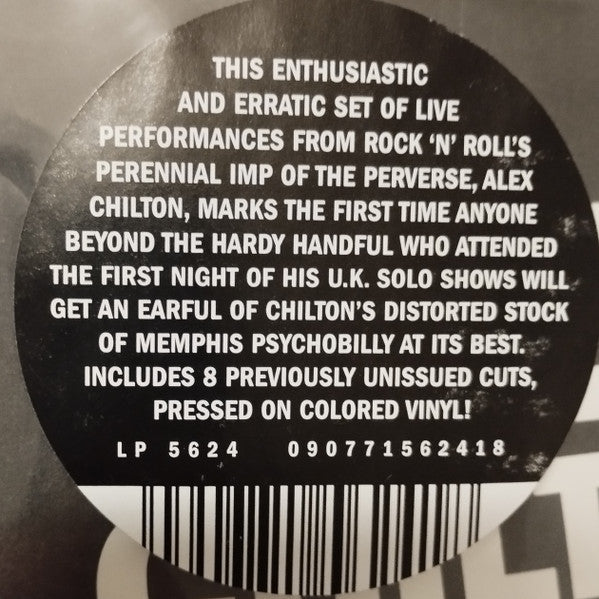 THIS ENTHUSIASTIC
AND ERRATIC SET OF LIVE
PERFORMANCES FROM ROCK 'N' ROLL'S
PERENNIAL IMP OF THE PERVERSE, ALEX
CHILTON, MARKS THE FIRST TIME ANYONE
BEYOND THE HARDY HANDFUL WHO ATTENDED
THE FIRST NIGHT OF HIS U.K. SOLO SHOWS WILL
GET AN EARFUL OF CHILTON'S DISTORTED STOCK
OF MEMPHIS PSYCHOBILLY AT ITS BEST.
INCLUDES 8 PREVIOUSLY UNISSUED CUTS,
PRESSED ON COLORED VINYL!
LP 5624 090771562418